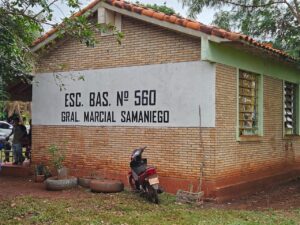 ESC. BAS. Nº 560
GRAL. MARCIAL SAMANIEGO